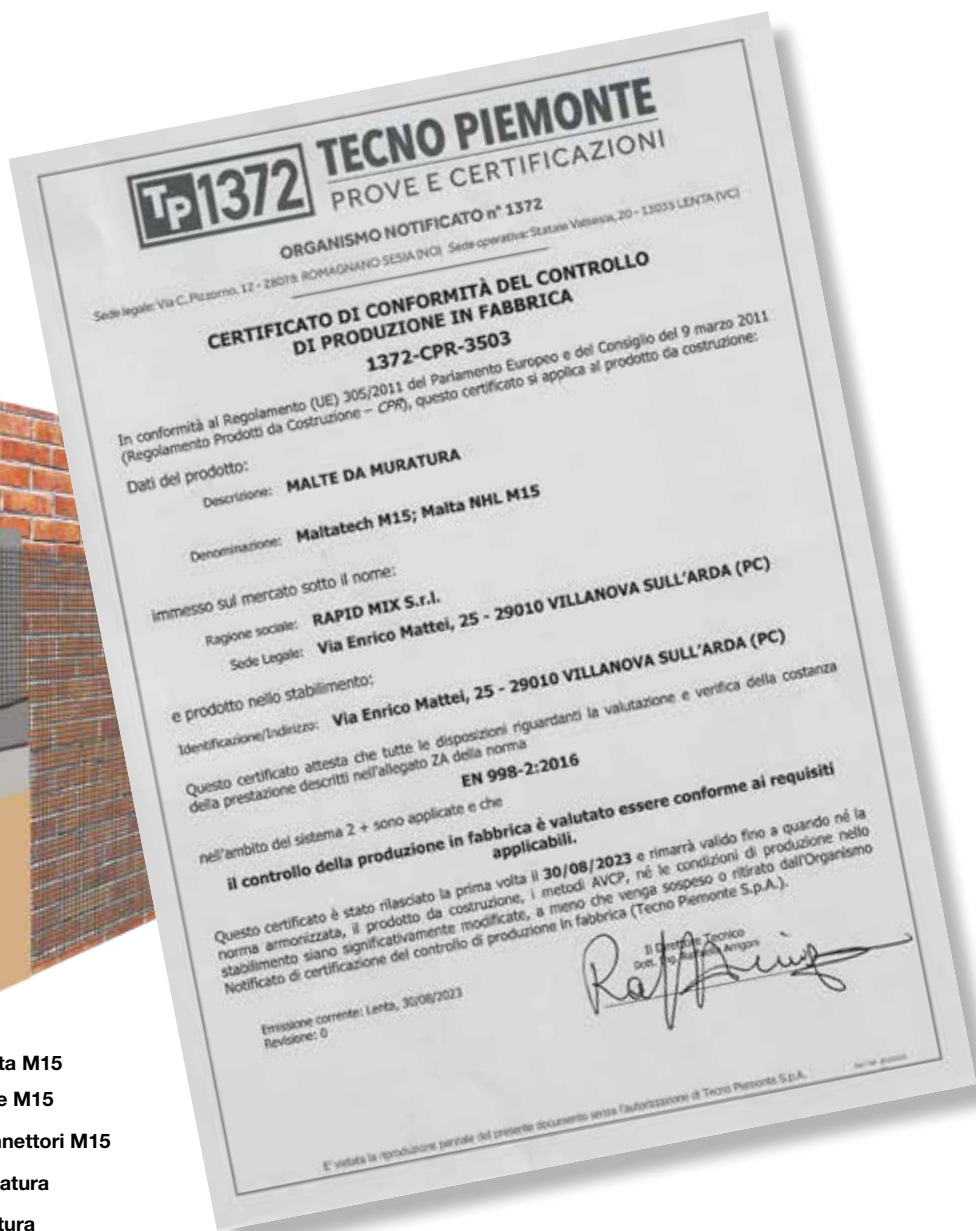 TP 1372 TECNO PIEMONTE
PROVE E CERTIFICAZIONI
ORGANISMO NOTIFICATO n° 1372
Sede legale: Via C. Pizzorno, 12 - 28078 ROMAGNANO SESIA (NO) Sede operativa: Statale Valsesia, 20 - 13035 LENTA (VC)
CERTIFICATO DI CONFORMITÀ DEL CONTROLLO
DI PRODUZIONE IN FABBRICA
1372-CPR-3503
In conformità al Regolamento (UE) 305/2011 del Parlamento Europeo e del Consiglio del 9 marzo 2011
(Regolamento Prodotti da Costruzione – CPR), questo certificato si applica al prodotto da costruzione:
Dati del prodotto:
Descrizione: MALTE DA MURATURA
Denominazione: Maltatech M15; Malta NHL M15
immesso sul mercato sotto il nome:
Ragione sociale: RAPID MIX S.r.l.
Sede Legale: Via Enrico Mattei, 25 - 29010 VILLANOVA SULL'ARDA (PC)
e prodotto nello stabilimento:
Identificazione/Indirizzo: Via Enrico Mattei, 25 - 29010 VILLANOVA SULL'ARDA (PC)
Questo certificato attesta che tutte le disposizioni riguardanti la valutazione e verifica della costanza
della prestazione descritti nell'allegato ZA della norma
EN 998-2:2016
nell'ambito del sistema 2 + sono applicate e che
il controllo della produzione in fabbrica è valutato essere conforme ai requisiti
applicabili.
Questo certificato è stato rilasciato la prima volta il 30/08/2023 e rimarrà valido fino a quando né la
norma armonizzata, il prodotto da costruzione, i metodi AVCP, né le condizioni di produzione nello
stabilimento siano significativamente modificate, a meno che venga sospeso o ritirato dall'Organismo
Notificato di certificazione del controllo di produzione in fabbrica (Tecno Piemonte S.p.A.).
Il Direttore Tecnico
Dott. Ing. Arrigoni
Emissione corrente: Lenta, 30/08/2023
Revisione: 0
E' vietata la riproduzione parziale del presente documento senza l'autorizzazione di Tecno Piemonte S.p.A.
ta M15
e M15
nnettori M15
atura
tura